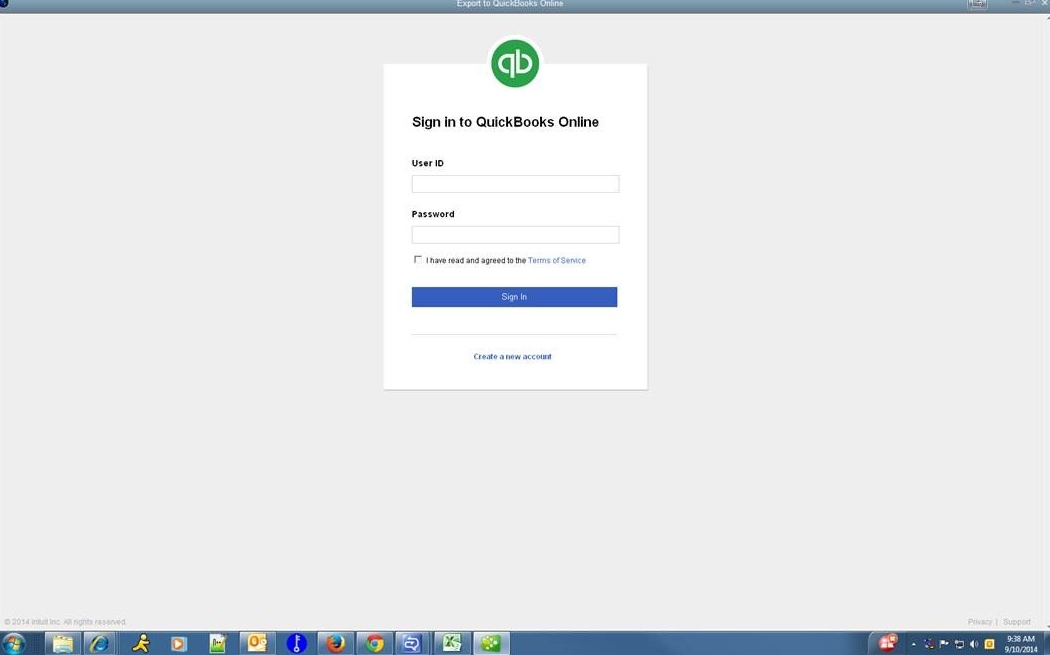 Export to QuickBooks Online
qb
Sign in to QuickBooks Online
User ID
Password
I have read and agreed to the Terms of Service
Sign In
Create a new account
© 2014 Intuit Inc. All rights reserved.
Privacy | Support
9:38 AM
9/10/2014